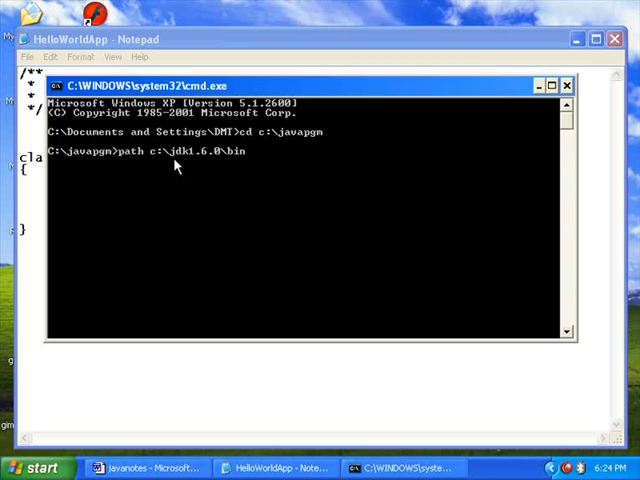 HelloWorldApp - Notepad
File Edit Format View Help
/**
*
*
*/
cla
{
}
C:\WINDOWS\system32\cmd.exe
Microsoft Windows XP [Version 5.1.2600]
(C) Copyright 1985-2001 Microsoft Corp.
C:\Documents and Settings\DMT>cd c:\javapgm
C:\javapgm>path c:\jdk1.6.0\bin
start
javanotes - Microsoft...
HelloWorldApp - Note...
C:\WINDOWS\syste...
6:24 PM